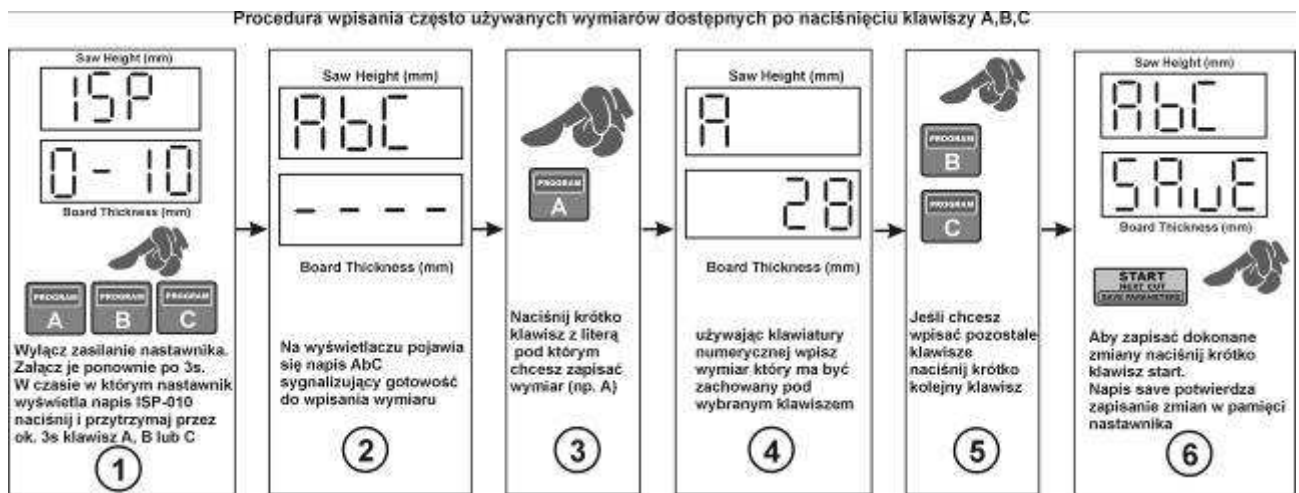 Procedura wpisania często używanych wymiarów dostępnych po naciśnięciu klawiszy A,B,C
Saw Height (mm)
ISP
0-10
Board Thickness (mm)
PROGRAM
A
PROGRAM
B
PROGRAM
C
Wyłącz zasilanie nastawnika.
Załącz je ponownie po 3s.
W czasie w którym nastawnik
wyświetla napis ISP-010
naciśnij i przytrzymaj przez
ok. 3s klawisz A, B lub C
1
Saw Height (mm)
AbC
- - - -
Board Thickness (mm)
Na wyświetlaczu pojawia
się napis AbC
sygnalizujący gotowość
do wpisania wymiaru
2
PROGRAM
A
Naciśnij krótko
klawisz z literą
pod którym
chcesz zapisać
wymiar (np. A)
3
Saw Height (mm)
A
28
Board Thickness (mm)
używając klawiatury
numerycznej wpisz
wymiar który ma być
zachowany pod
wybranym klawiszem
4
PROGRAM
B
PROGRAM
C
Jeśli chcesz
wpisać pozostałe
klawisze
naciśnij krótko
kolejny klawisz
5
Saw Height (mm)
AbC
SAvE
Board Thickness (mm)
START
NEXT CUT
SAVE PARAMETERS
Aby zapisać dokonane
zmiany naciśnij krótko
klawisz start.
Napis save potwierdza
zapisanie zmian w pamięci
nastawnika
6